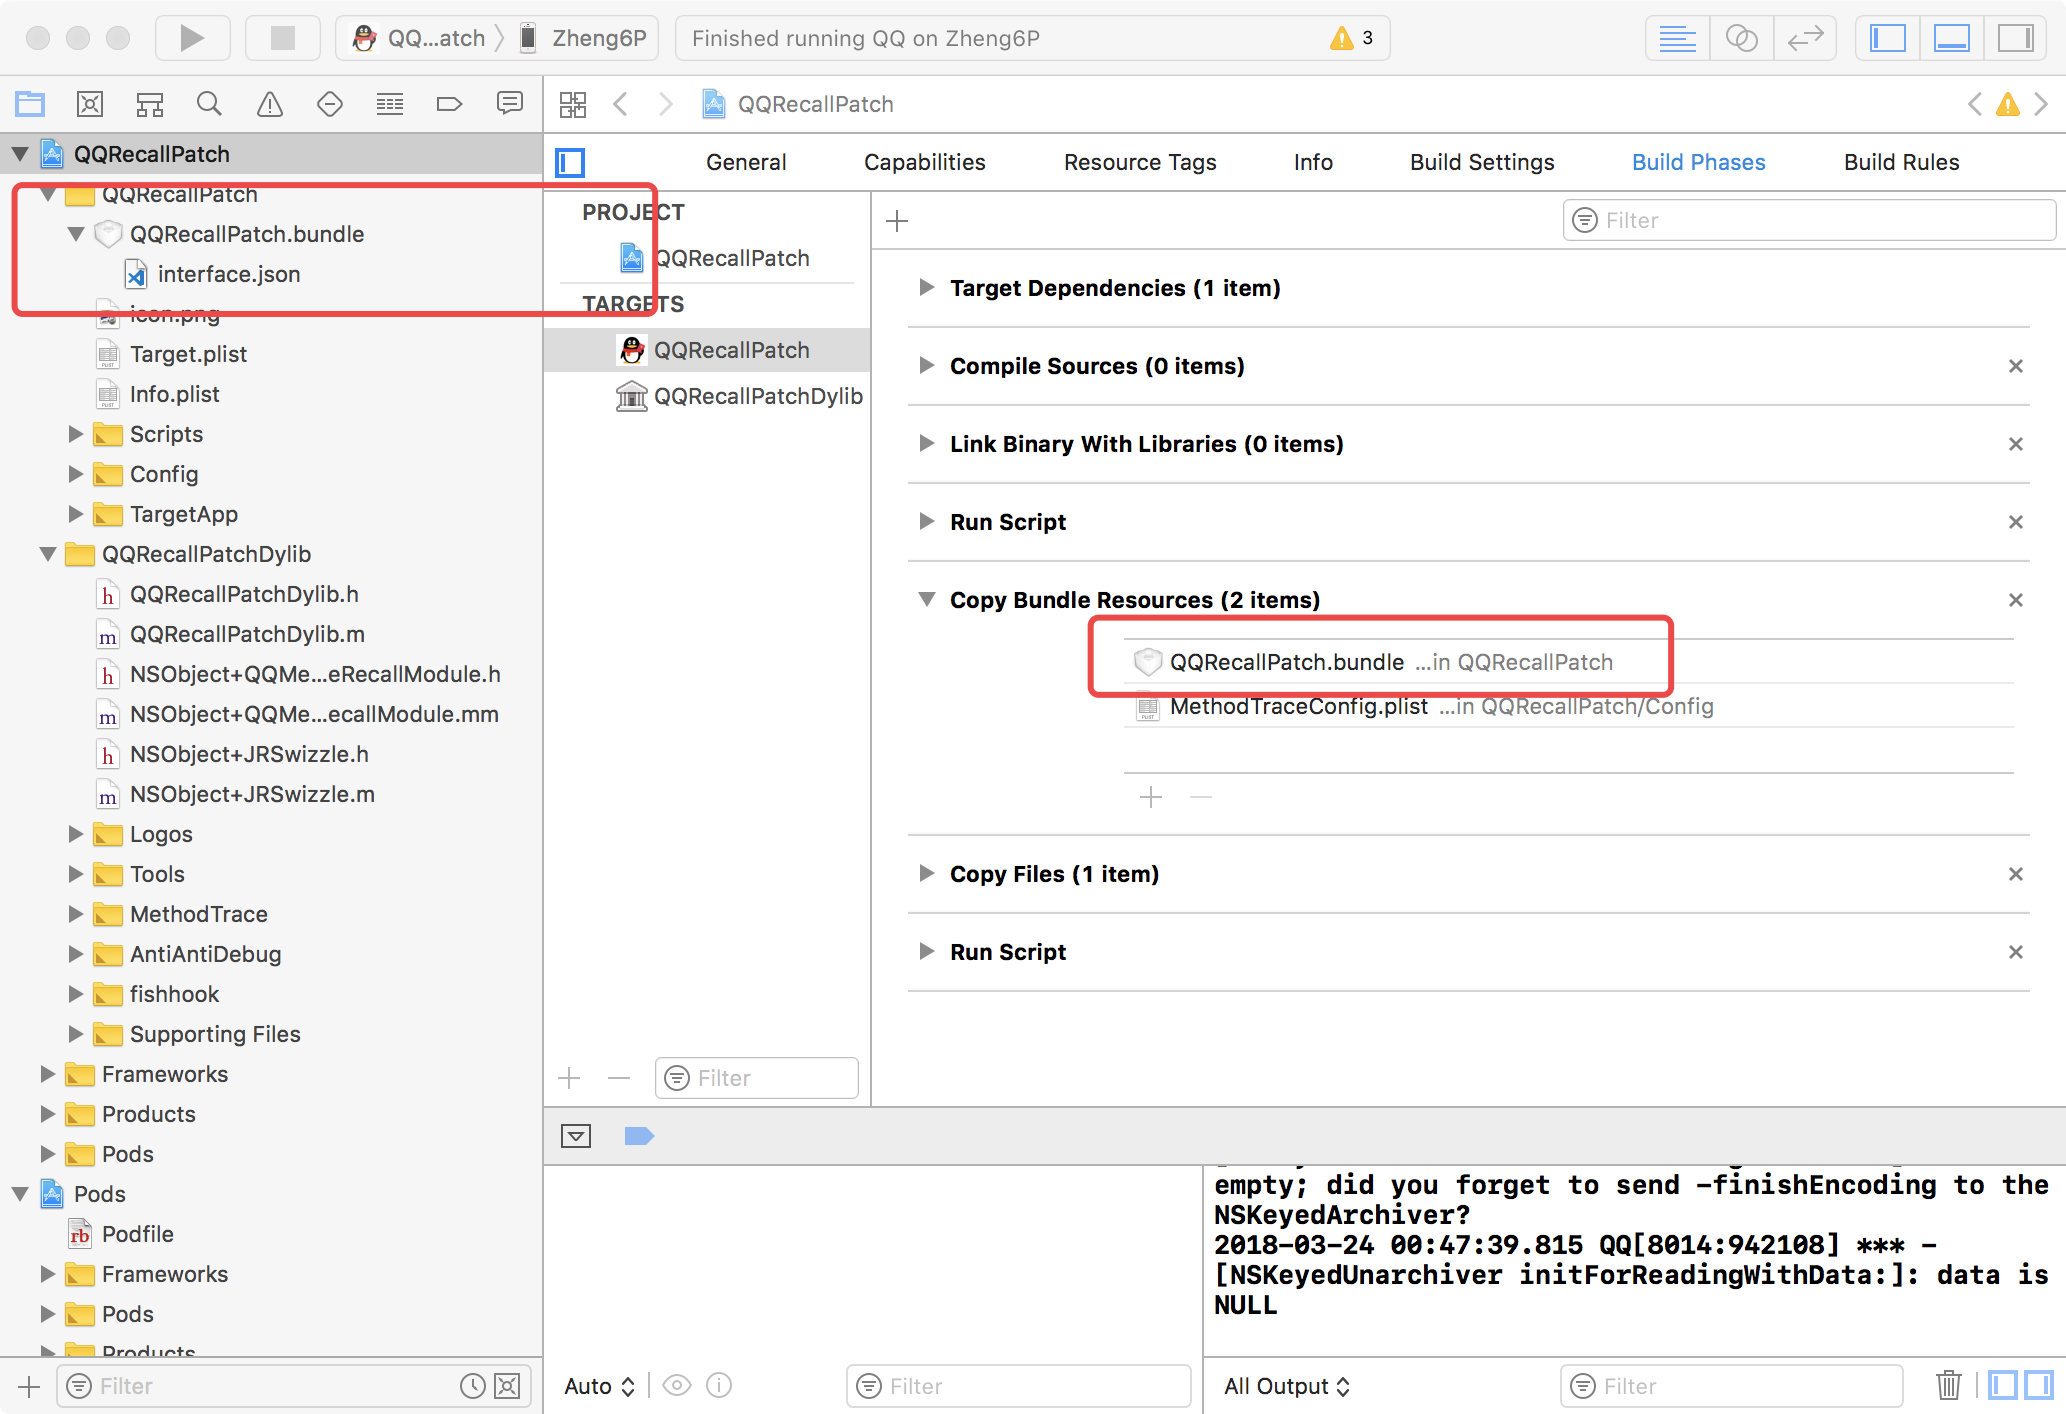 QQ...atch
Zheng6P
Finished running QQ on Zheng6P
3
QQRecallPatch
QQRecallPatch
QQRecallPatch
QQRecallPatch.bundle
interface.json
icon.png
Target.plist
Info.plist
Scripts
Config
TargetApp
QQRecallPatchDylib
QQRecallPatchDylib.h
QQRecallPatchDylib.m
NSObject+QQMe...eRecallModule.h
NSObject+QQMe...ecallModule.mm
NSObject+JRSwizzle.h
NSObject+JRSwizzle.m
Logos
Tools
MethodTrace
AntiAntiDebug
fishhook
Supporting Files
Frameworks
Products
Pods
Pods
Podfile
Frameworks
Pods
Products
Filter
General
Capabilities
Resource Tags
Info
Build Settings
Build Phases
Build Rules
PROJECT
QQRecallPatch
TARGETS
QQRecallPatch
QQRecallPatchDylib
Filter
Filter
Target Dependencies (1 item)
Compile Sources (0 items)
Link Binary With Libraries (0 items)
Run Script
Copy Bundle Resources (2 items)
QQRecallPatch.bundle ...in QQRecallPatch
MethodTraceConfig.plist ...in QQRecallPatch/Config
Copy Files (1 item)
Run Script
empty; did you forget to send -finishEncoding to the
NSKeyedArchiver?
2018-03-24 00:47:39.815 QQ[8014:942108] *** -
[NSKeyedUnarchiver initForReadingWithData:]: data is
NULL
Auto
Filter
All Output
Filter